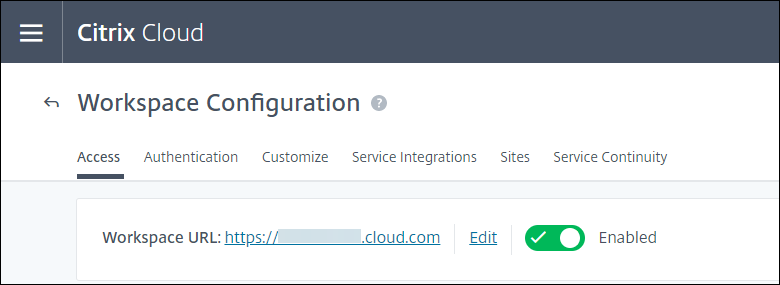 Citrix Cloud
Workspace Configuration ?
Access Authentication Customize Service Integrations Sites Service Continuity
Workspace URL: https:// .cloud.com Edit Enabled